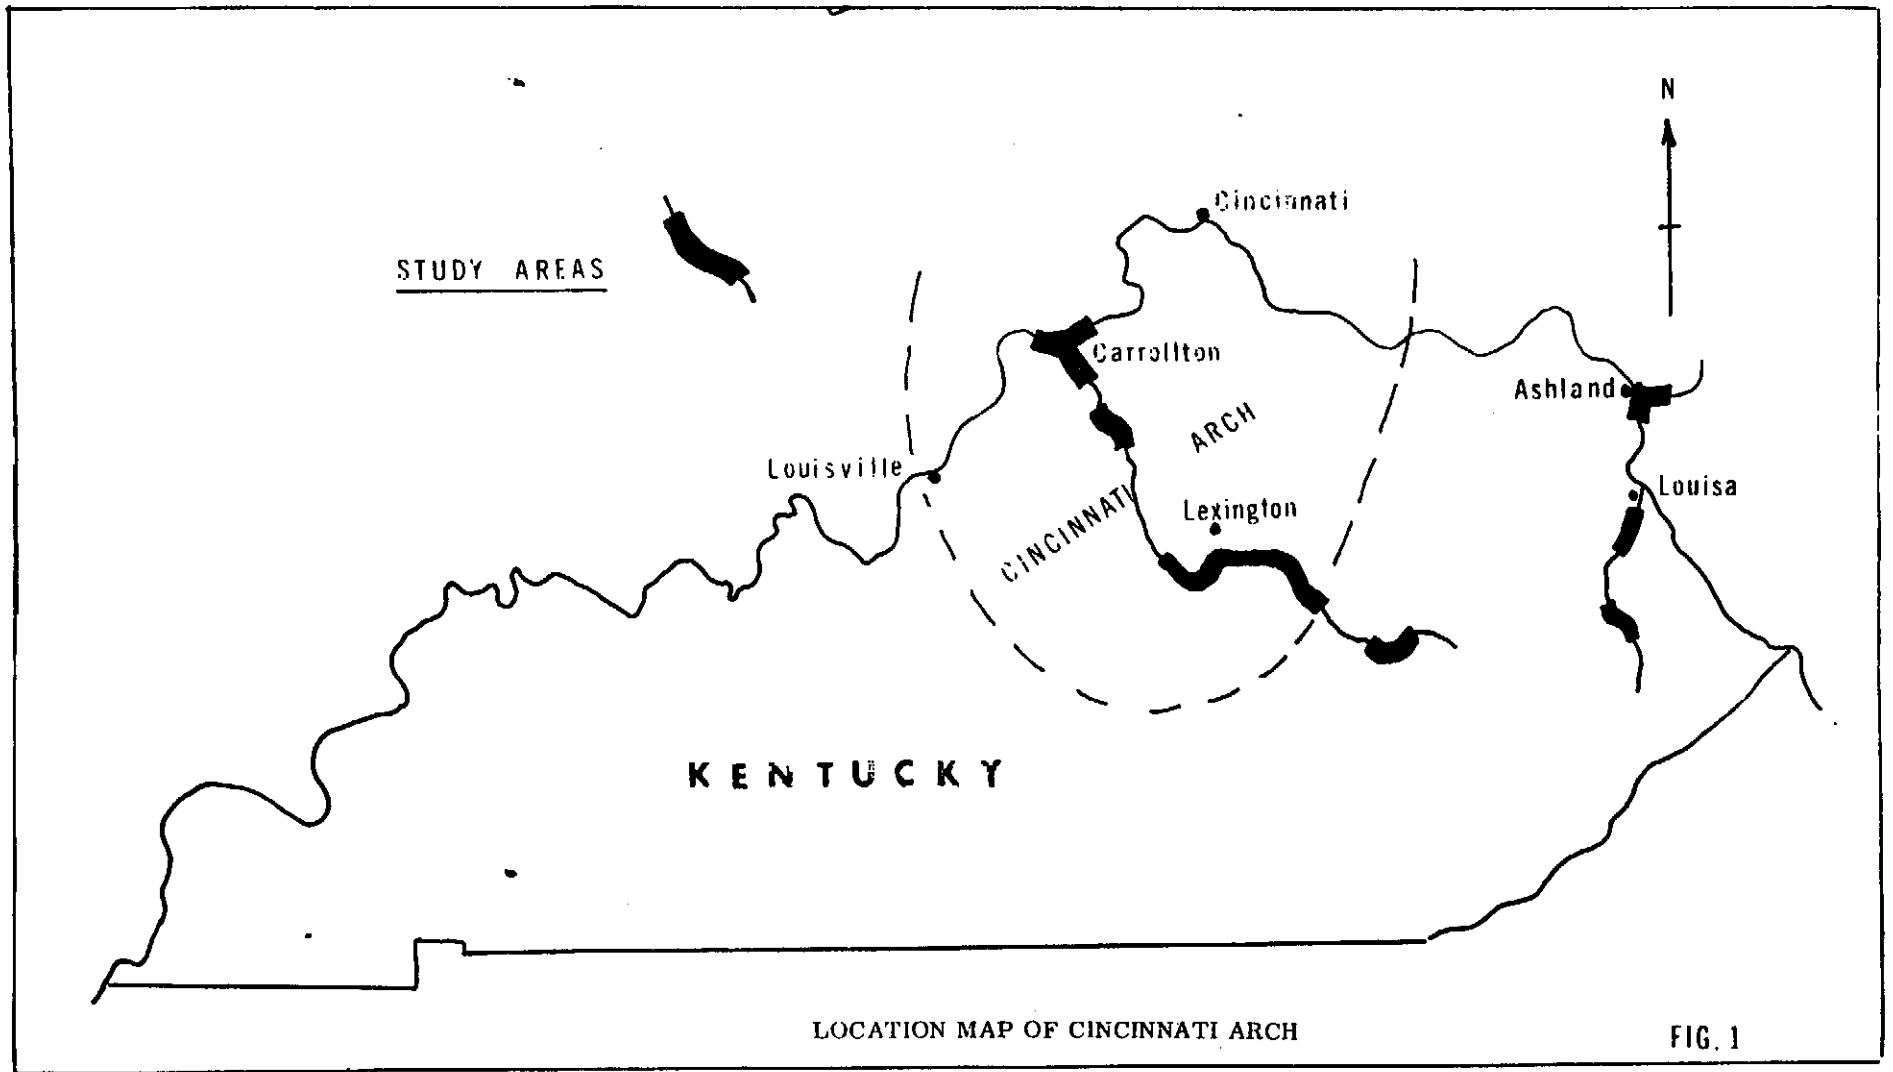 N
Cincinnati
STUDY AREAS
Carrollton
Ashland
ARCH
Louisville
Louisa
Lexington
CINCINNATI
KENTUCKY
LOCATION MAP OF CINCINNATI ARCH
FIG. 1